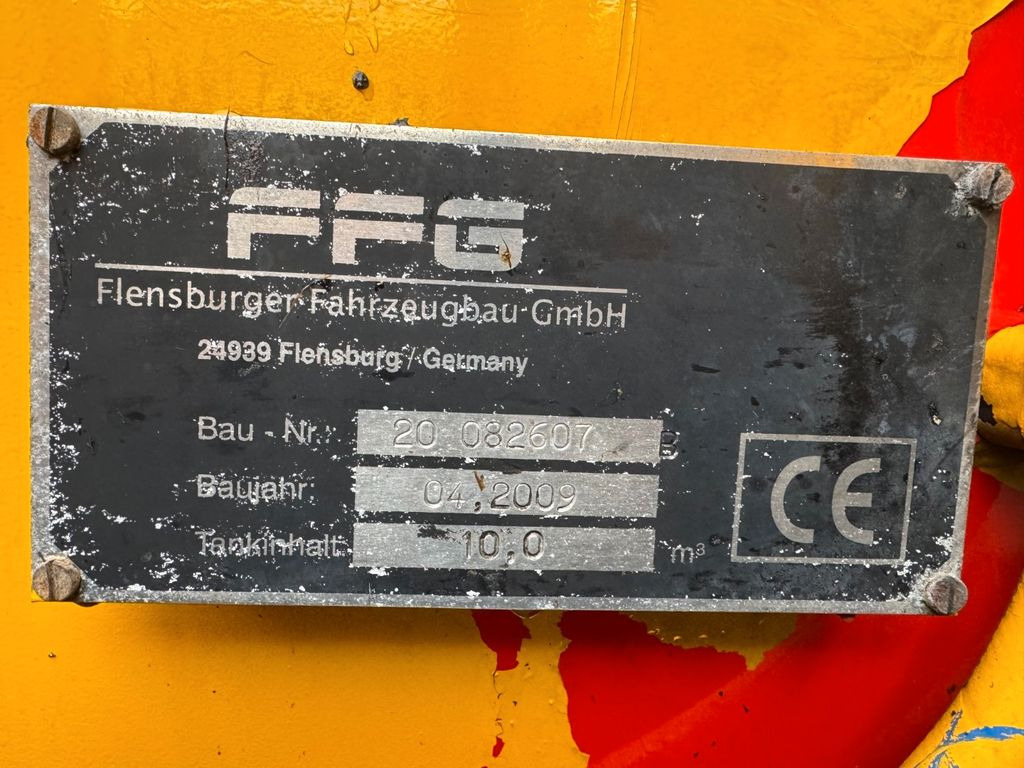 FFG
Flensburger Fahrzeugbau GmbH
24939 Flensburg / Germany
Bau - Nr.: 20 082607 B
Baujahr: 04,2009
Tankinhalt: 10,0 m³
CE